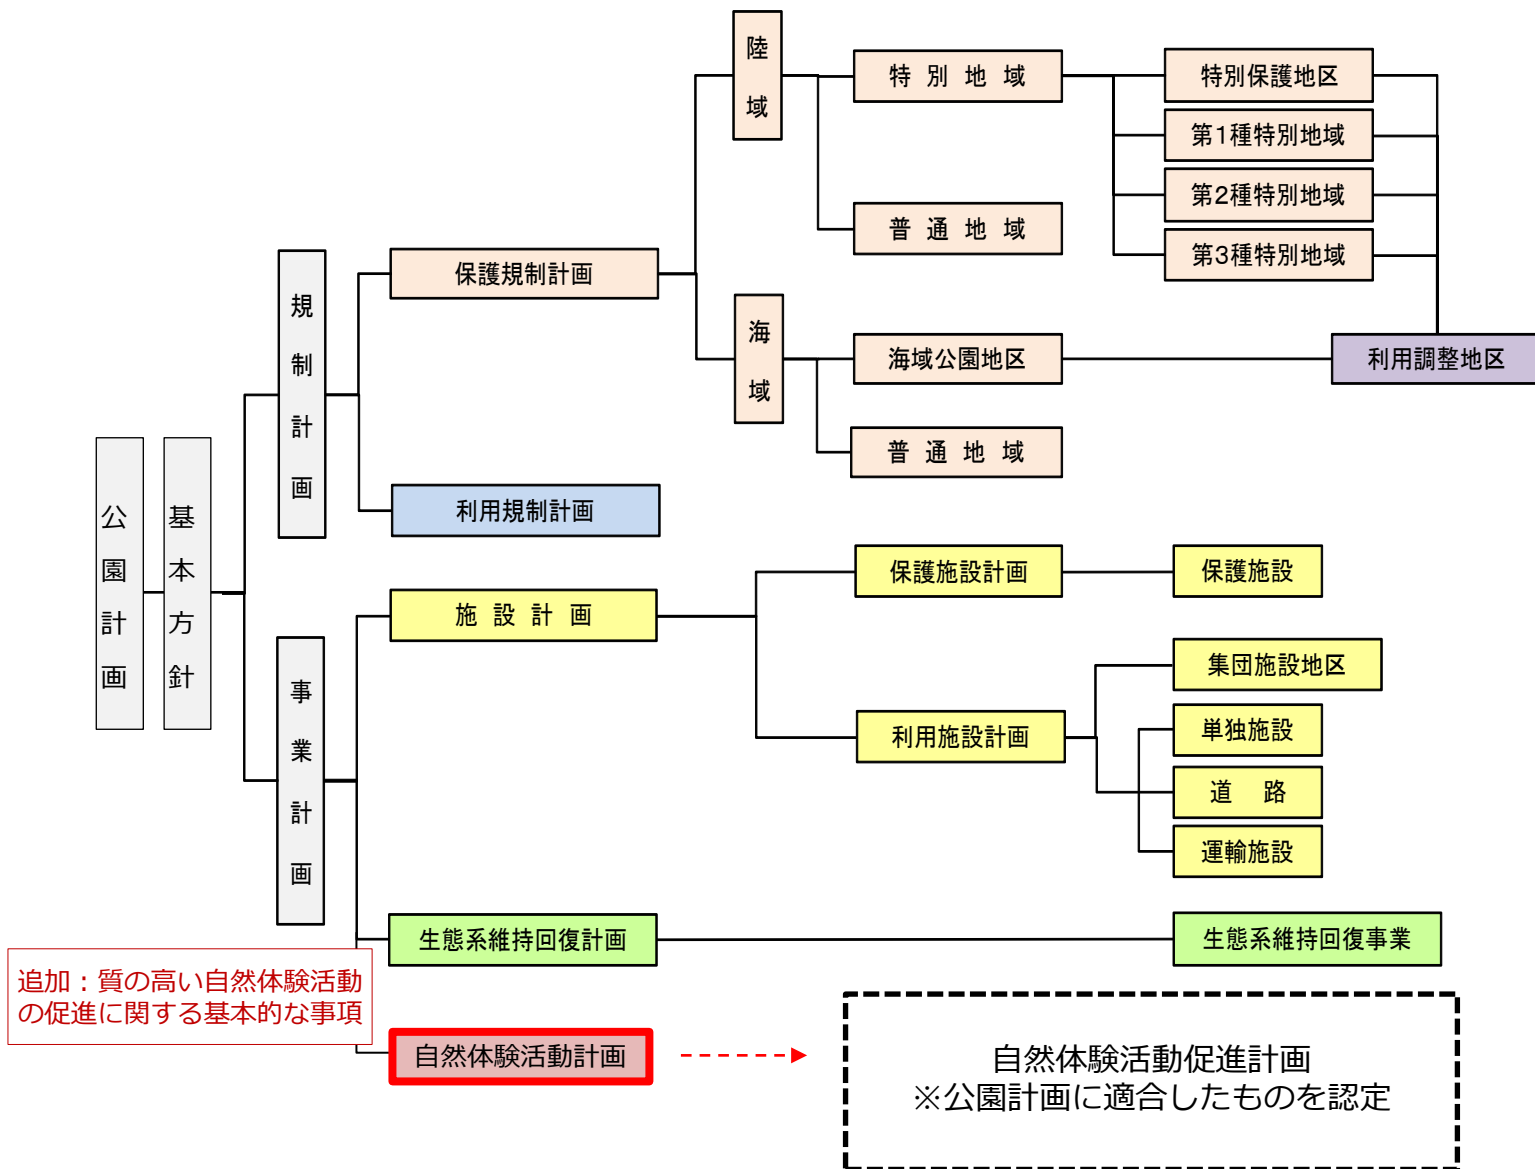 公園計画
基本方針
規制計画
保護規制計画
陸域
特別地域
特別保護地区
第1種特別地域
第2種特別地域
第3種特別地域
普通地域
海域
海域公園地区
利用調整地区
普通地域
利用規制計画
事業計画
施設計画
保護施設計画
保護施設
利用施設計画
集団施設地区
単独施設
道路
運輸施設
生態系維持回復計画
生態系維持回復事業
追加：質の高い自然体験活動
の促進に関する基本的な事項
自然体験活動計画
自然体験活動促進計画
※公園計画に適合したものを認定